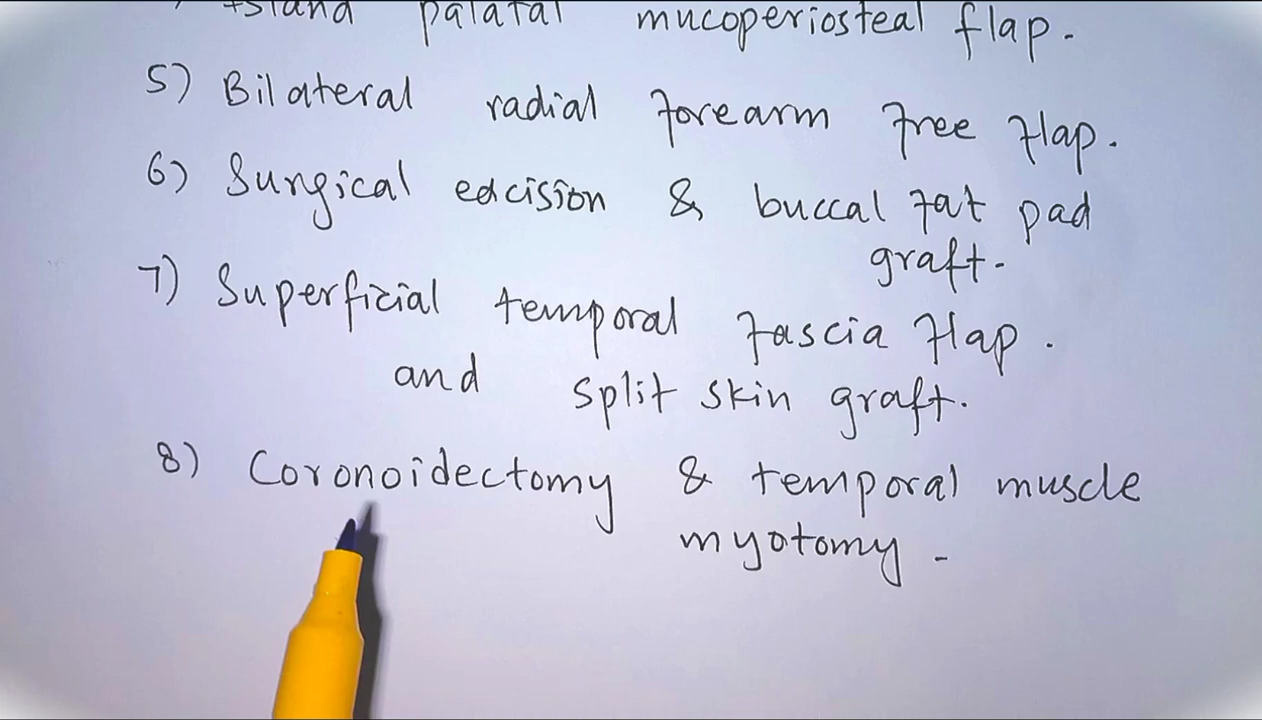 Island palatal mucoperiosteal flap.
5) Bilateral radial forearm free flap.
6) Surgical excision & buccal fat pad
graft.
7) Superficial temporal fascia flap.
and split skin graft.
8) Coronoidectomy & temporal muscle
myotomy.